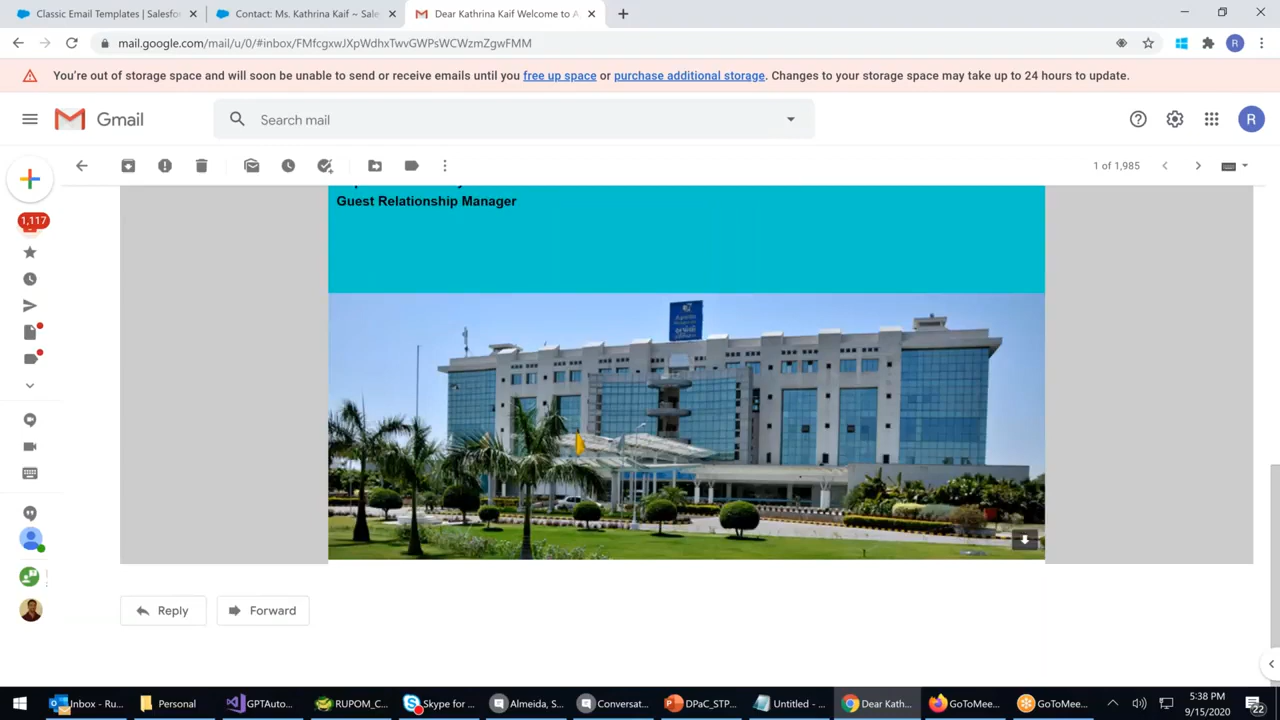 Classic Email Templates | Salesfo
Contact: Ms. Kathrina Kaif ~ Sale
Dear Kathrina Kaif Welcome to A
mail.google.com/mail/u/0/#inbox/FMfcgxwJXpWdhxTwvGWPsWCWzmZgwFMM
R
You're out of storage space and will soon be unable to send or receive emails until you free up space or purchase additional storage. Changes to your storage space may take up to 24 hours to update.
Gmail
Search mail
R
1 of 1,985
1,117
Guest Relationship Manager
Reply
Forward
Inbox - Ru...
Personal
GPTAuto...
RUPOM_C...
Skype for ...
Almeida, S...
Conversat...
DPaC_STP...
Untitled - ...
Dear Kath...
GoToMee...
GoToMee...
5:38 PM
9/15/2020
22